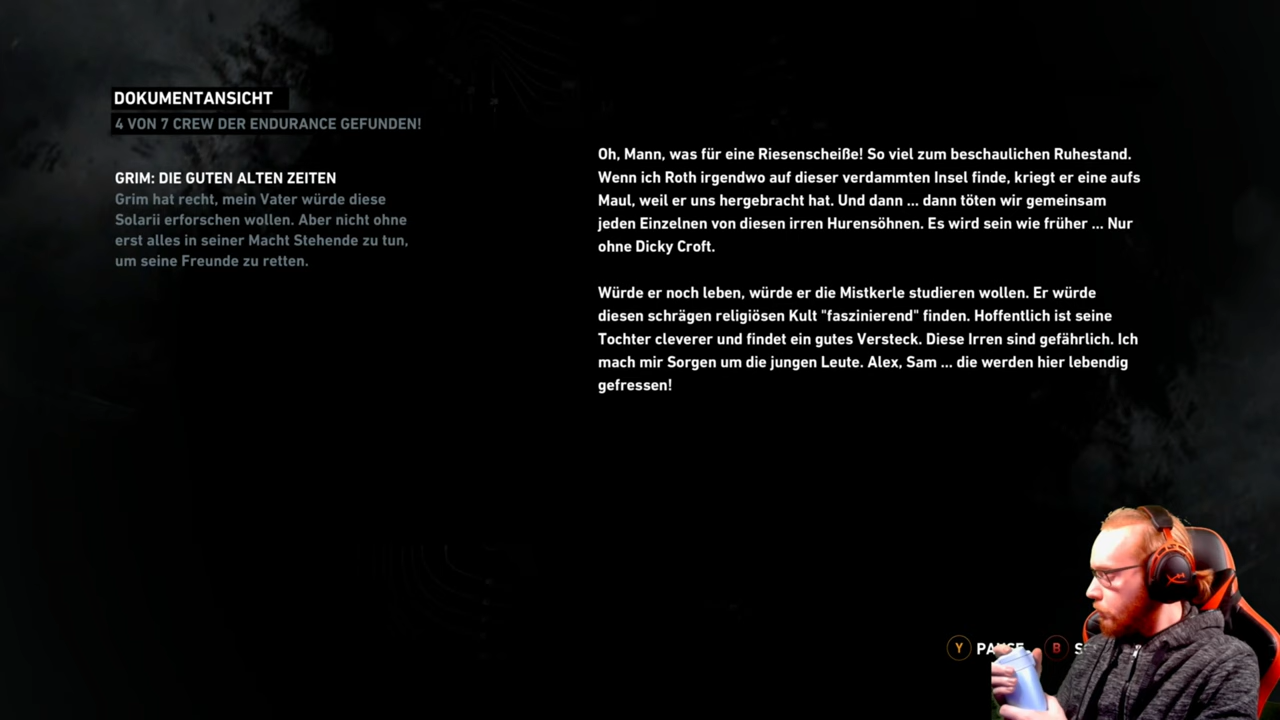 DOKUMENTANSICHT
4 VON 7 CREW DER ENDURANCE GEFUNDEN!
GRIM: DIE GUTEN ALTEN ZEITEN
Grim hat recht, mein Vater würde diese
Solarii erforschen wollen. Aber nicht ohne
erst alles in seiner Macht Stehende zu tun,
um seine Freunde zu retten.
Oh, Mann, was für eine Riesenscheiße! So viel zum beschaulichen Ruhestand.
Wenn ich Roth irgendwo auf dieser verdammten Insel finde, kriegt er eine aufs
Maul, weil er uns hergebracht hat. Und dann ... dann töten wir gemeinsam
jeden Einzelnen von diesen irren Hurensöhnen. Es wird sein wie früher ... Nur
ohne Dicky Croft.
Würde er noch leben, würde er die Mistkerle studieren wollen. Er würde
diesen schrägen religiösen Kult "faszinierend" finden. Hoffentlich ist seine
Tochter cleverer und findet ein gutes Versteck. Diese Irren sind gefährlich. Ich
mach mir Sorgen um die jungen Leute. Alex, Sam ... die werden hier lebendig
gefressen!
Y PAUSE B